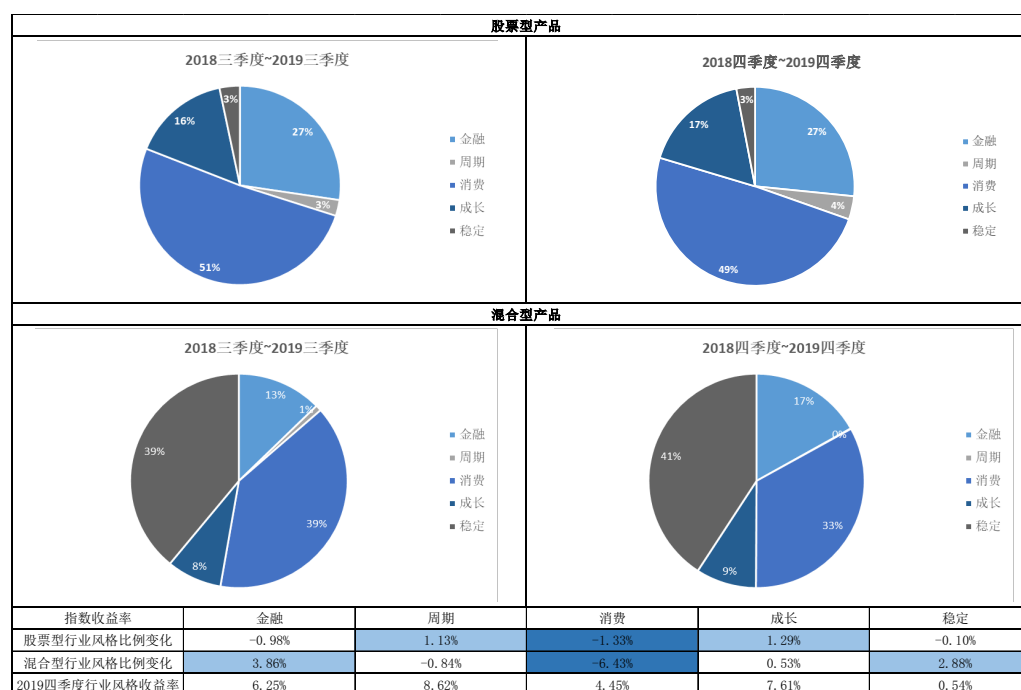 股票型产品
2018三季度~2019三季度
3%
16%
27%
3%
51%
金融
周期
消费
成长
稳定
2018四季度~2019四季度
3%
17%
27%
4%
49%
金融
周期
消费
成长
稳定
混合型产品
2018三季度~2019三季度
13%
1%
39%
39%
8%
金融
周期
消费
成长
稳定
2018四季度~2019四季度
17%
0%
41%
33%
9%
金融
周期
消费
成长
稳定
指数收益率 金融 周期 消费 成长 稳定
股票型行业风格比例变化 -0.98% 1.13% -1.33% 1.29% -0.10%
混合型行业风格比例变化 3.86% -0.84% -6.43% 0.53% 2.88%
2019四季度行业风格收益率 6.25% 8.62% 4.45% 7.61% 0.54%